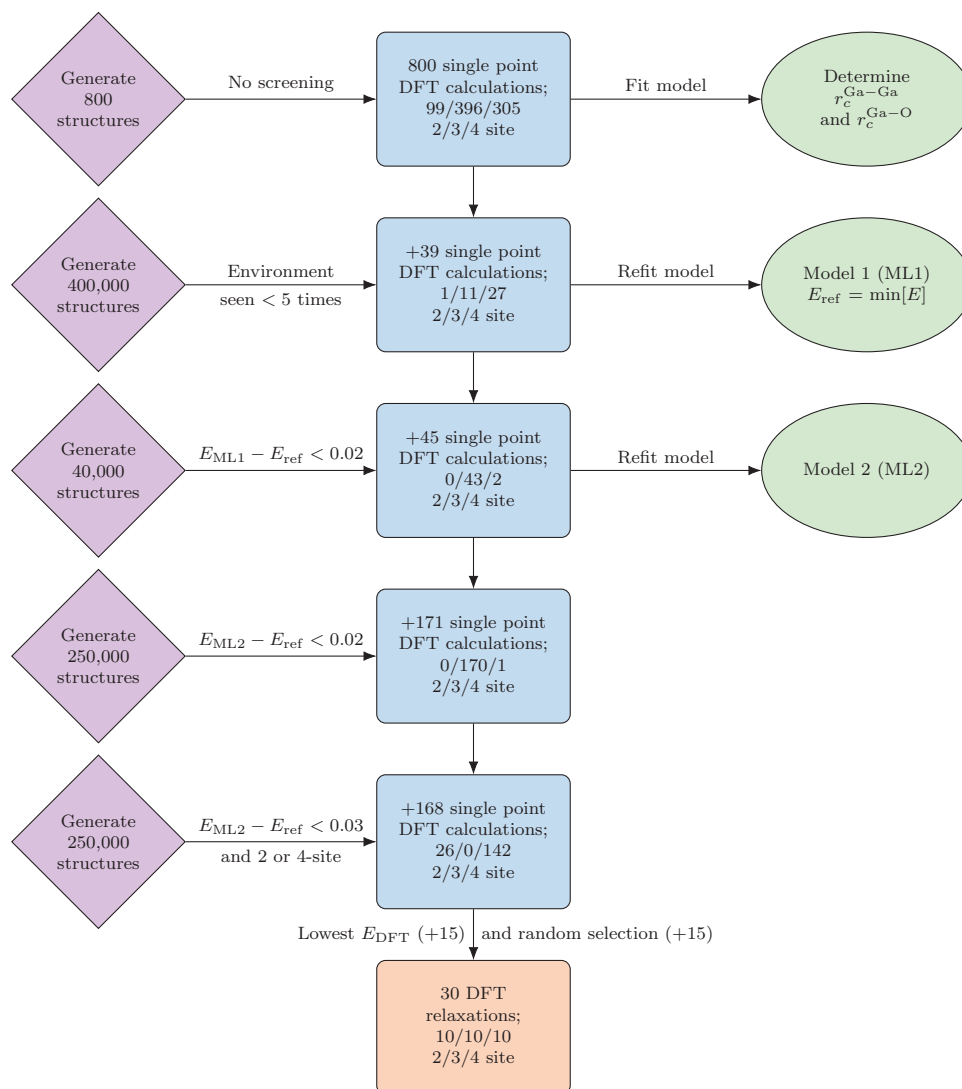 Generate
800
structures
No screening
800 single point
DFT calculations;
99/396/305
2/3/4 site
Fit model
Determine
r_c^{Ga−Ga}
and r_c^{Ga−O}
Generate
400,000
structures
Environment
seen < 5 times
+39 single point
DFT calculations;
1/11/27
2/3/4 site
Refit model
Model 1 (ML1)
E_ref = min[E]
Generate
40,000
structures
E_ML1 − E_ref < 0.02
+45 single point
DFT calculations;
0/43/2
2/3/4 site
Refit model
Model 2 (ML2)
Generate
250,000
structures
E_ML2 − E_ref < 0.02
+171 single point
DFT calculations;
0/170/1
2/3/4 site
Generate
250,000
structures
E_ML2 − E_ref < 0.03
and 2 or 4-site
+168 single point
DFT calculations;
26/0/142
2/3/4 site
Lowest E_DFT (+15) and random selection (+15)
30 DFT
relaxations;
10/10/10
2/3/4 site